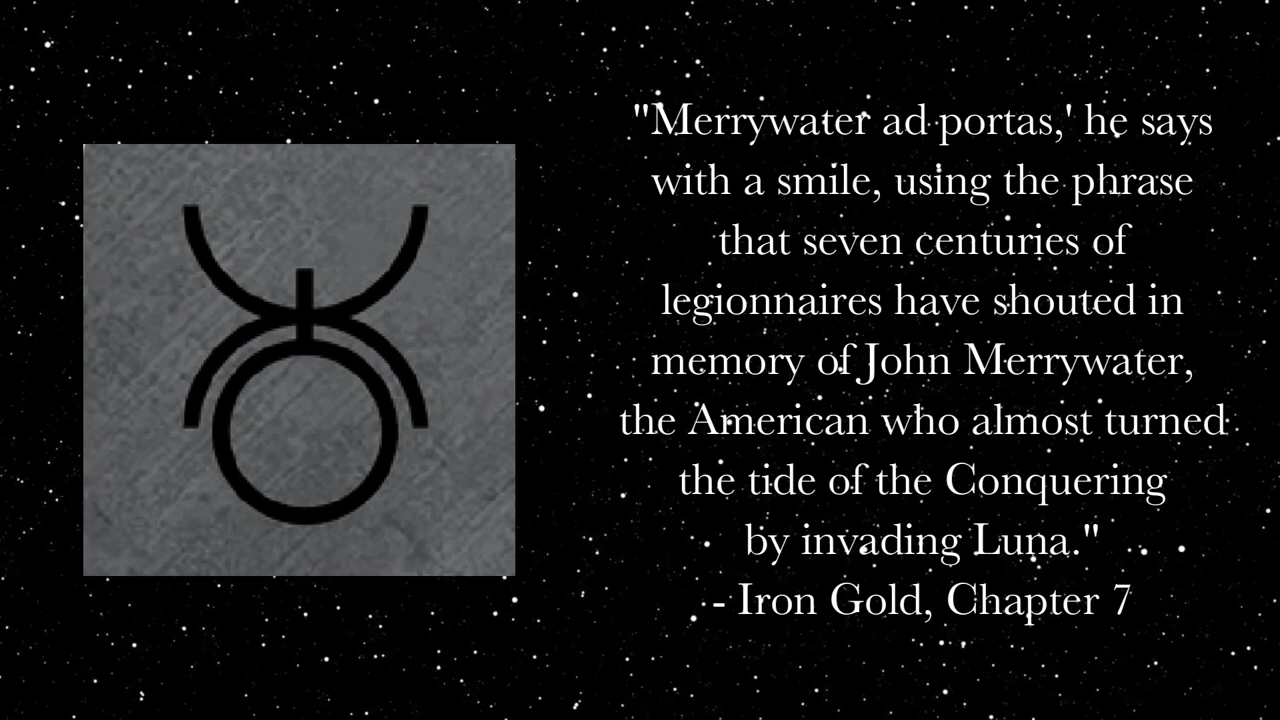 "Merrywater ad portas,' he says
with a smile, using the phrase
that seven centuries of
legionnaires have shouted in
memory of John Merrywater,
the American who almost turned
the tide of the Conquering
by invading Luna."
- Iron Gold, Chapter 7